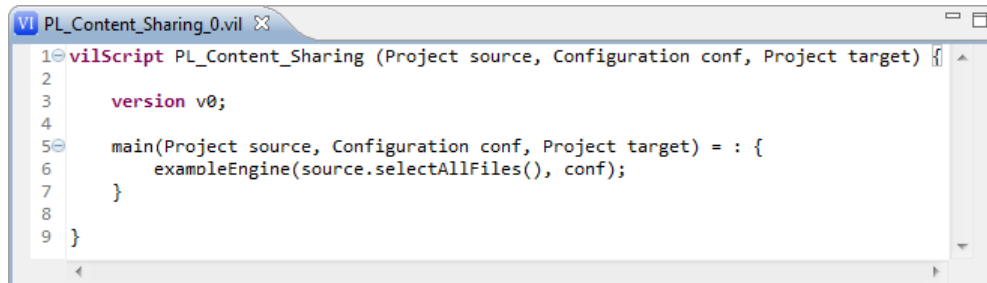 VI PL_Content_Sharing_0.vil
1 vilScript PL_Content_Sharing (Project source, Configuration conf, Project target) {
2
3     version v0;
4
5     main(Project source, Configuration conf, Project target) = : {
6         exampleEngine(source.selectAllFiles(), conf);
7     }
8
9 }